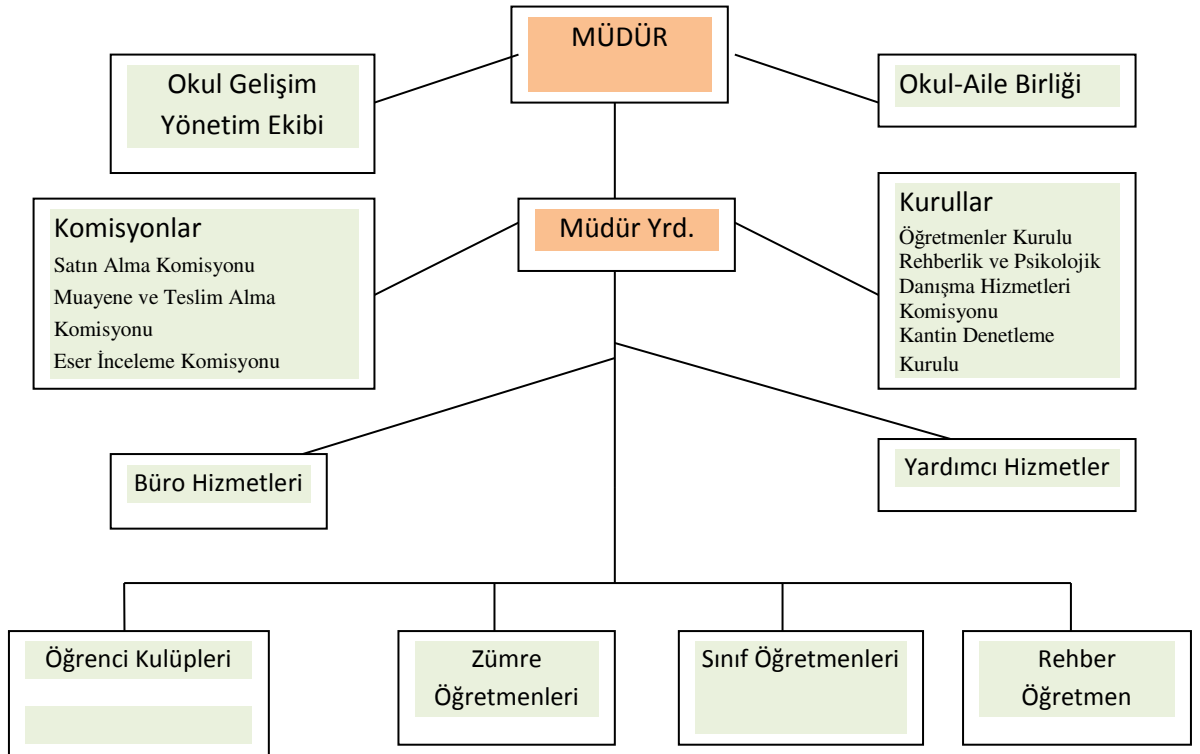 MÜDÜR
Okul Gelişim
Yönetim Ekibi
Okul-Aile Birliği
Komisyonlar
Satın Alma Komisyonu
Muayene ve Teslim Alma
Komisyonu
Eser İnceleme Komisyonu
Müdür Yrd.
Kurullar
Öğretmenler Kurulu
Rehberlik ve Psikolojik
Danışma Hizmetleri
Komisyonu
Kantin Denetleme
Kurulu
Büro Hizmetleri
Yardımcı Hizmetler
Öğrenci Kulüpleri
Zümre
Öğretmenleri
Sınıf Öğretmenleri
Rehber
Öğretmen